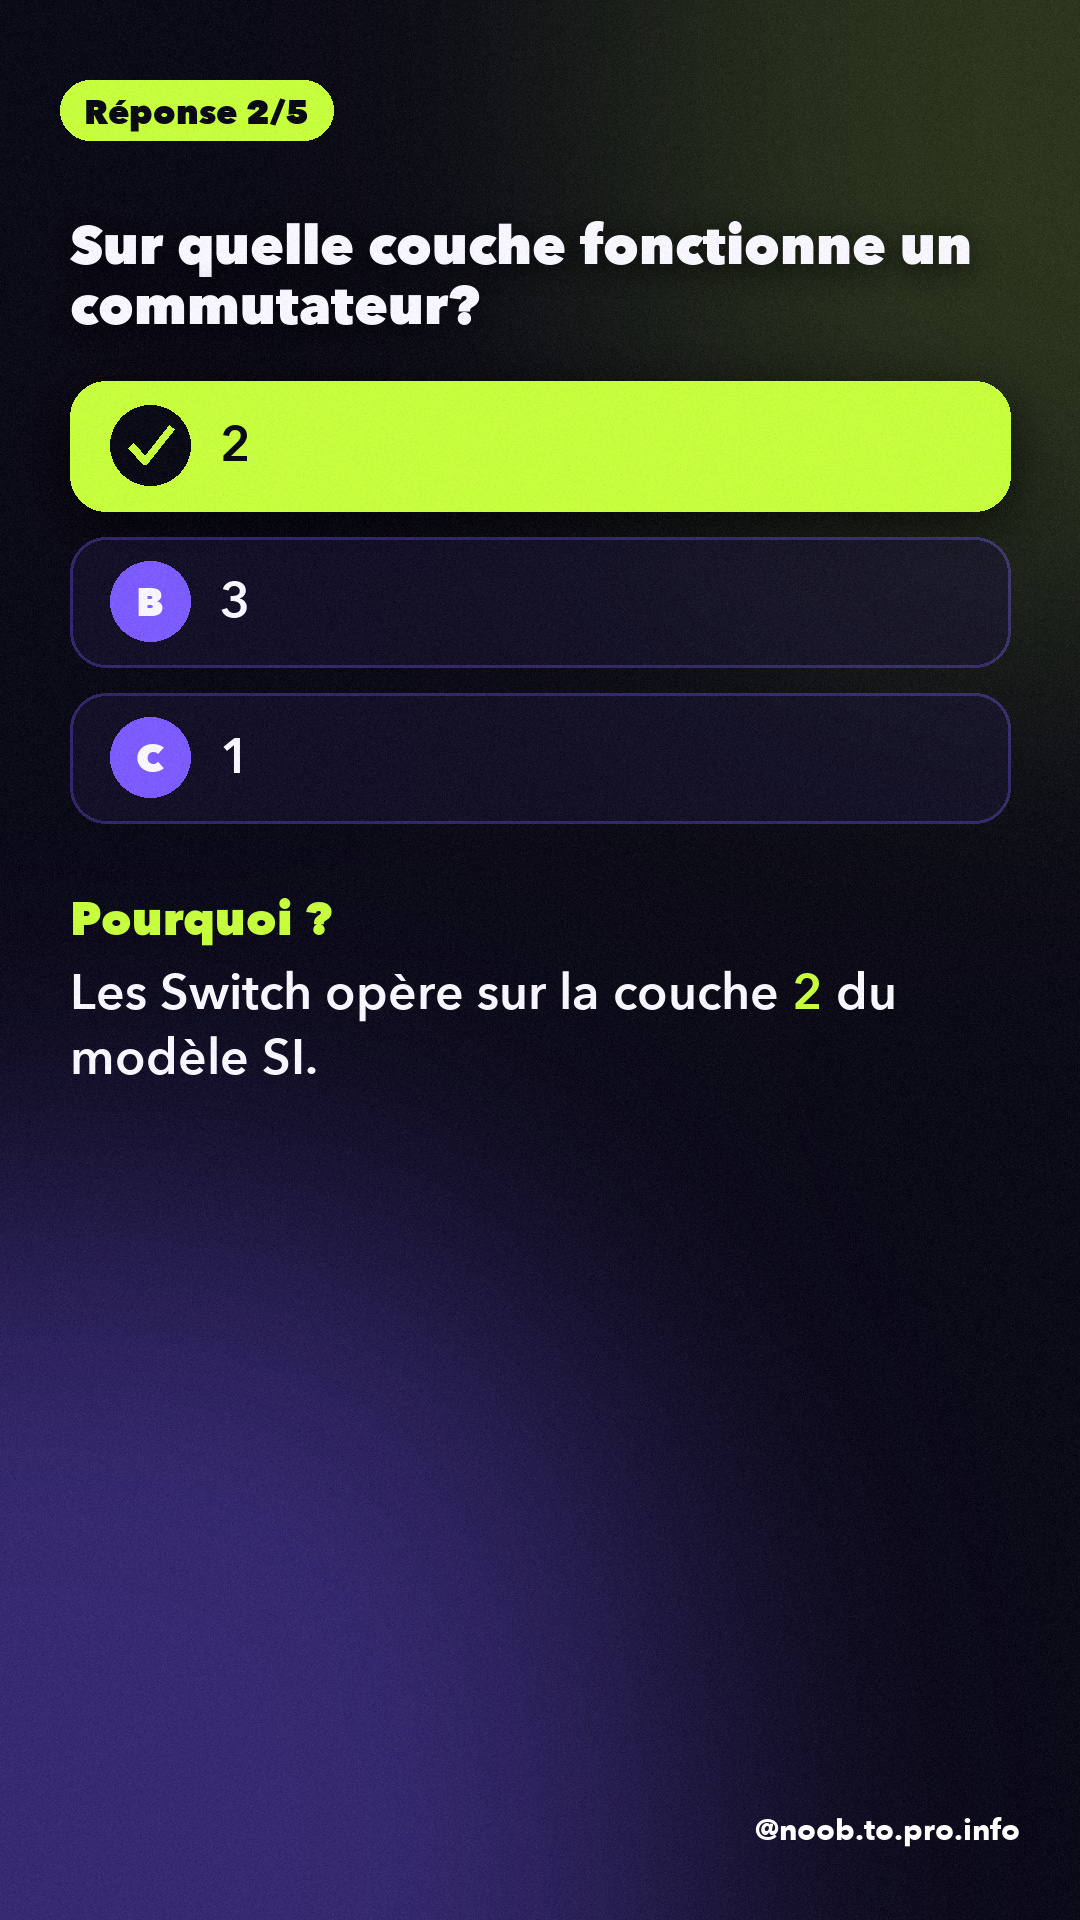 Réponse 2/5
Sur quelle couche fonctionne un
commutateur?
2
B 3
C 1
Pourquoi ?
Les Switch opère sur la couche 2 du
modèle SI.
@noob.to.pro.info